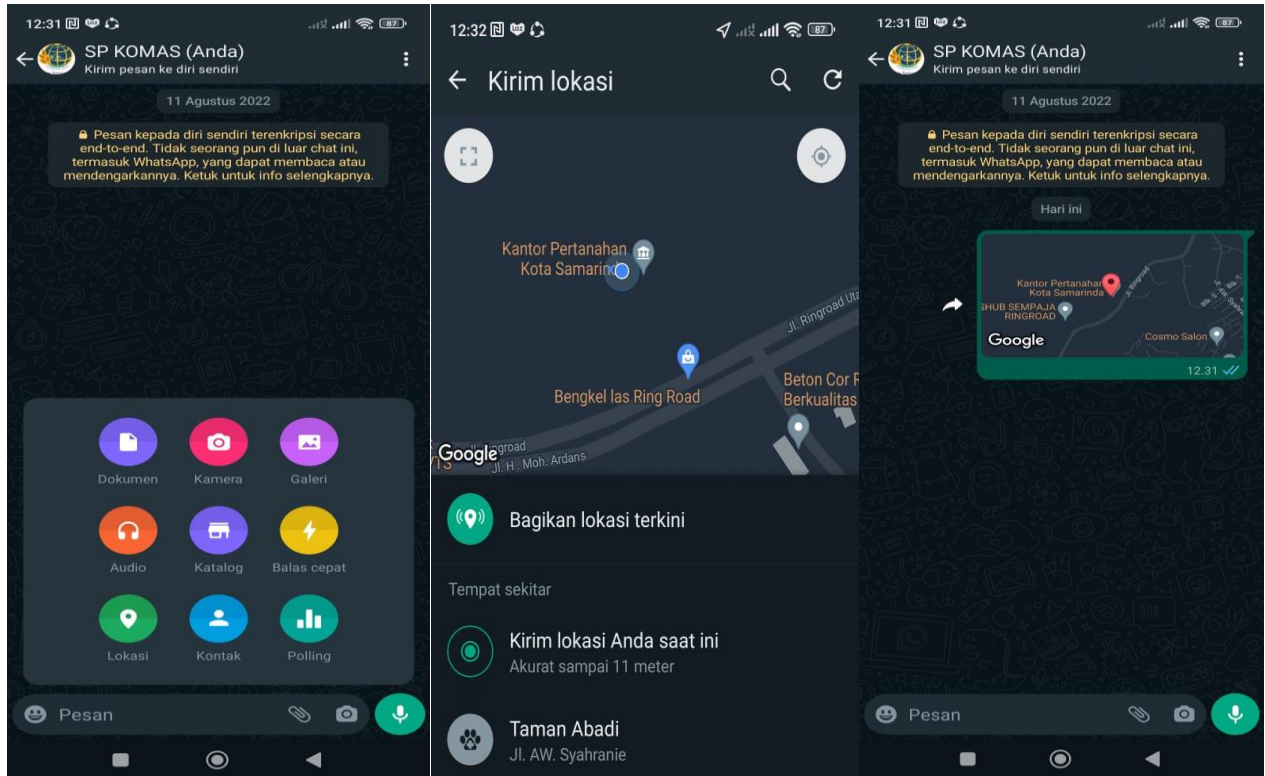 12:31
87
SP KOMAS (Anda)
Kirim pesan ke diri sendiri
11 Agustus 2022
Pesan kepada diri sendiri terenkripsi secara
end-to-end. Tidak seorang pun di luar chat ini,
termasuk WhatsApp, yang dapat membaca atau
mendengarkannya. Ketuk untuk info selengkapnya.
Dokumen
Kamera
Galeri
Audio
Katalog
Balas cepat
Lokasi
Kontak
Polling
Pesan
12:32
87
Kirim lokasi
Kantor Pertanahan
Kota Samarind
Jl. Ringroad Uta
Bengkel las Ring Road
Beton Cor R
Berkualitas
Google
Jl. H. Moh. Ardans
Bagikan lokasi terkini
Tempat sekitar
Kirim lokasi Anda saat ini
Akurat sampai 11 meter
Taman Abadi
Jl. AW. Syahranie
12:31
87
SP KOMAS (Anda)
Kirim pesan ke diri sendiri
11 Agustus 2022
Pesan kepada diri sendiri terenkripsi secara
end-to-end. Tidak seorang pun di luar chat ini,
termasuk WhatsApp, yang dapat membaca atau
mendengarkannya. Ketuk untuk info selengkapnya.
Hari ini
Kantor Pertanahan
Kota Samarinda
Jl. Ringroad
GHUB SEMPAJA
RINGROAD
Google
Cosmo Salon
12.31
Pesan